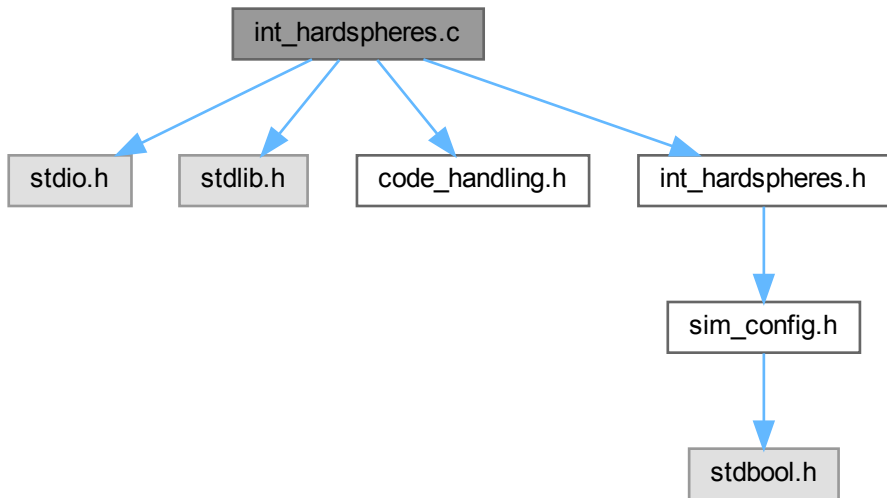 int_hardspheres.c
stdio.h
stdlib.h
code_handling.h
int_hardspheres.h
sim_config.h
stdbool.h